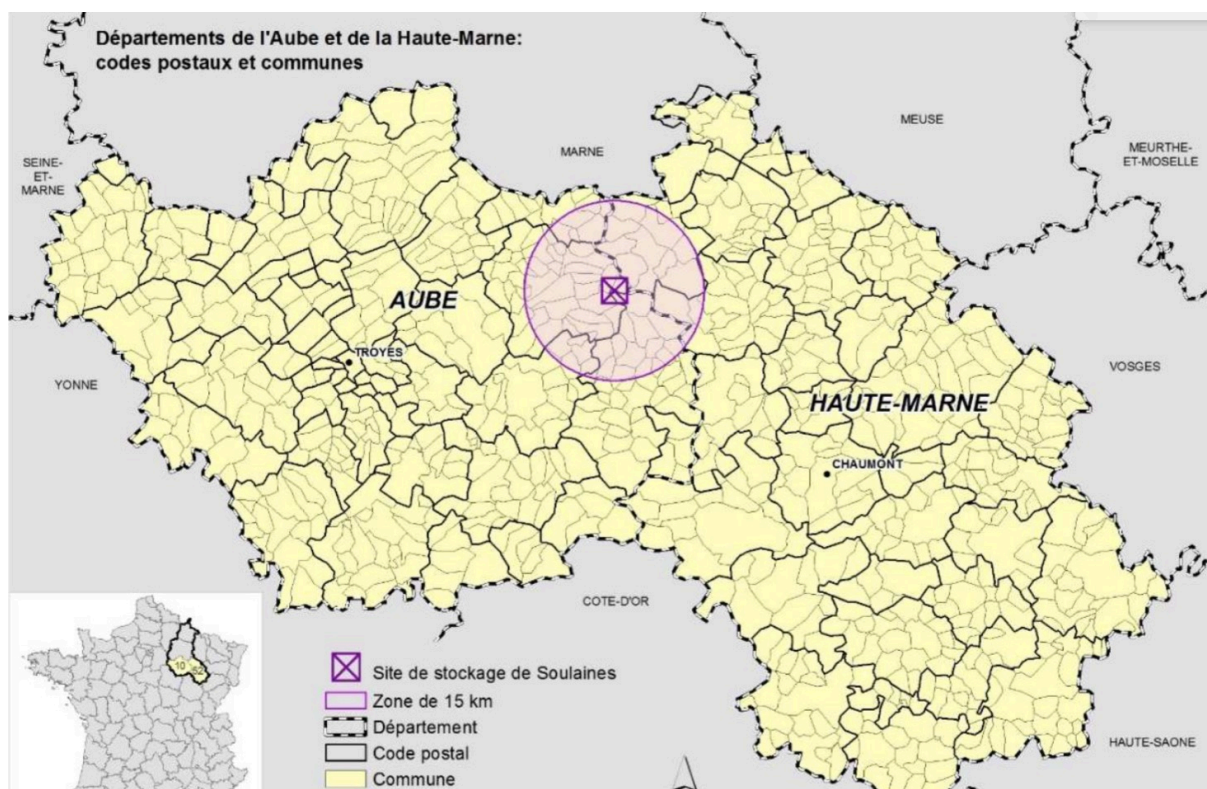 Départements de l'Aube et de la Haute-Marne:
codes postaux et communes
MEUSE
MARNE
MEURTHE-
ET-MOSELLE
SEINE-
ET-
MARNE
AUBE
TROYES
YONNE
VOSGES
HAUTE-MARNE
CHAUMONT
COTE-D'OR
10
52
Site de stockage de Soulaines
Zone de 15 km
Département
Code postal
Commune
HAUTE-SAONE